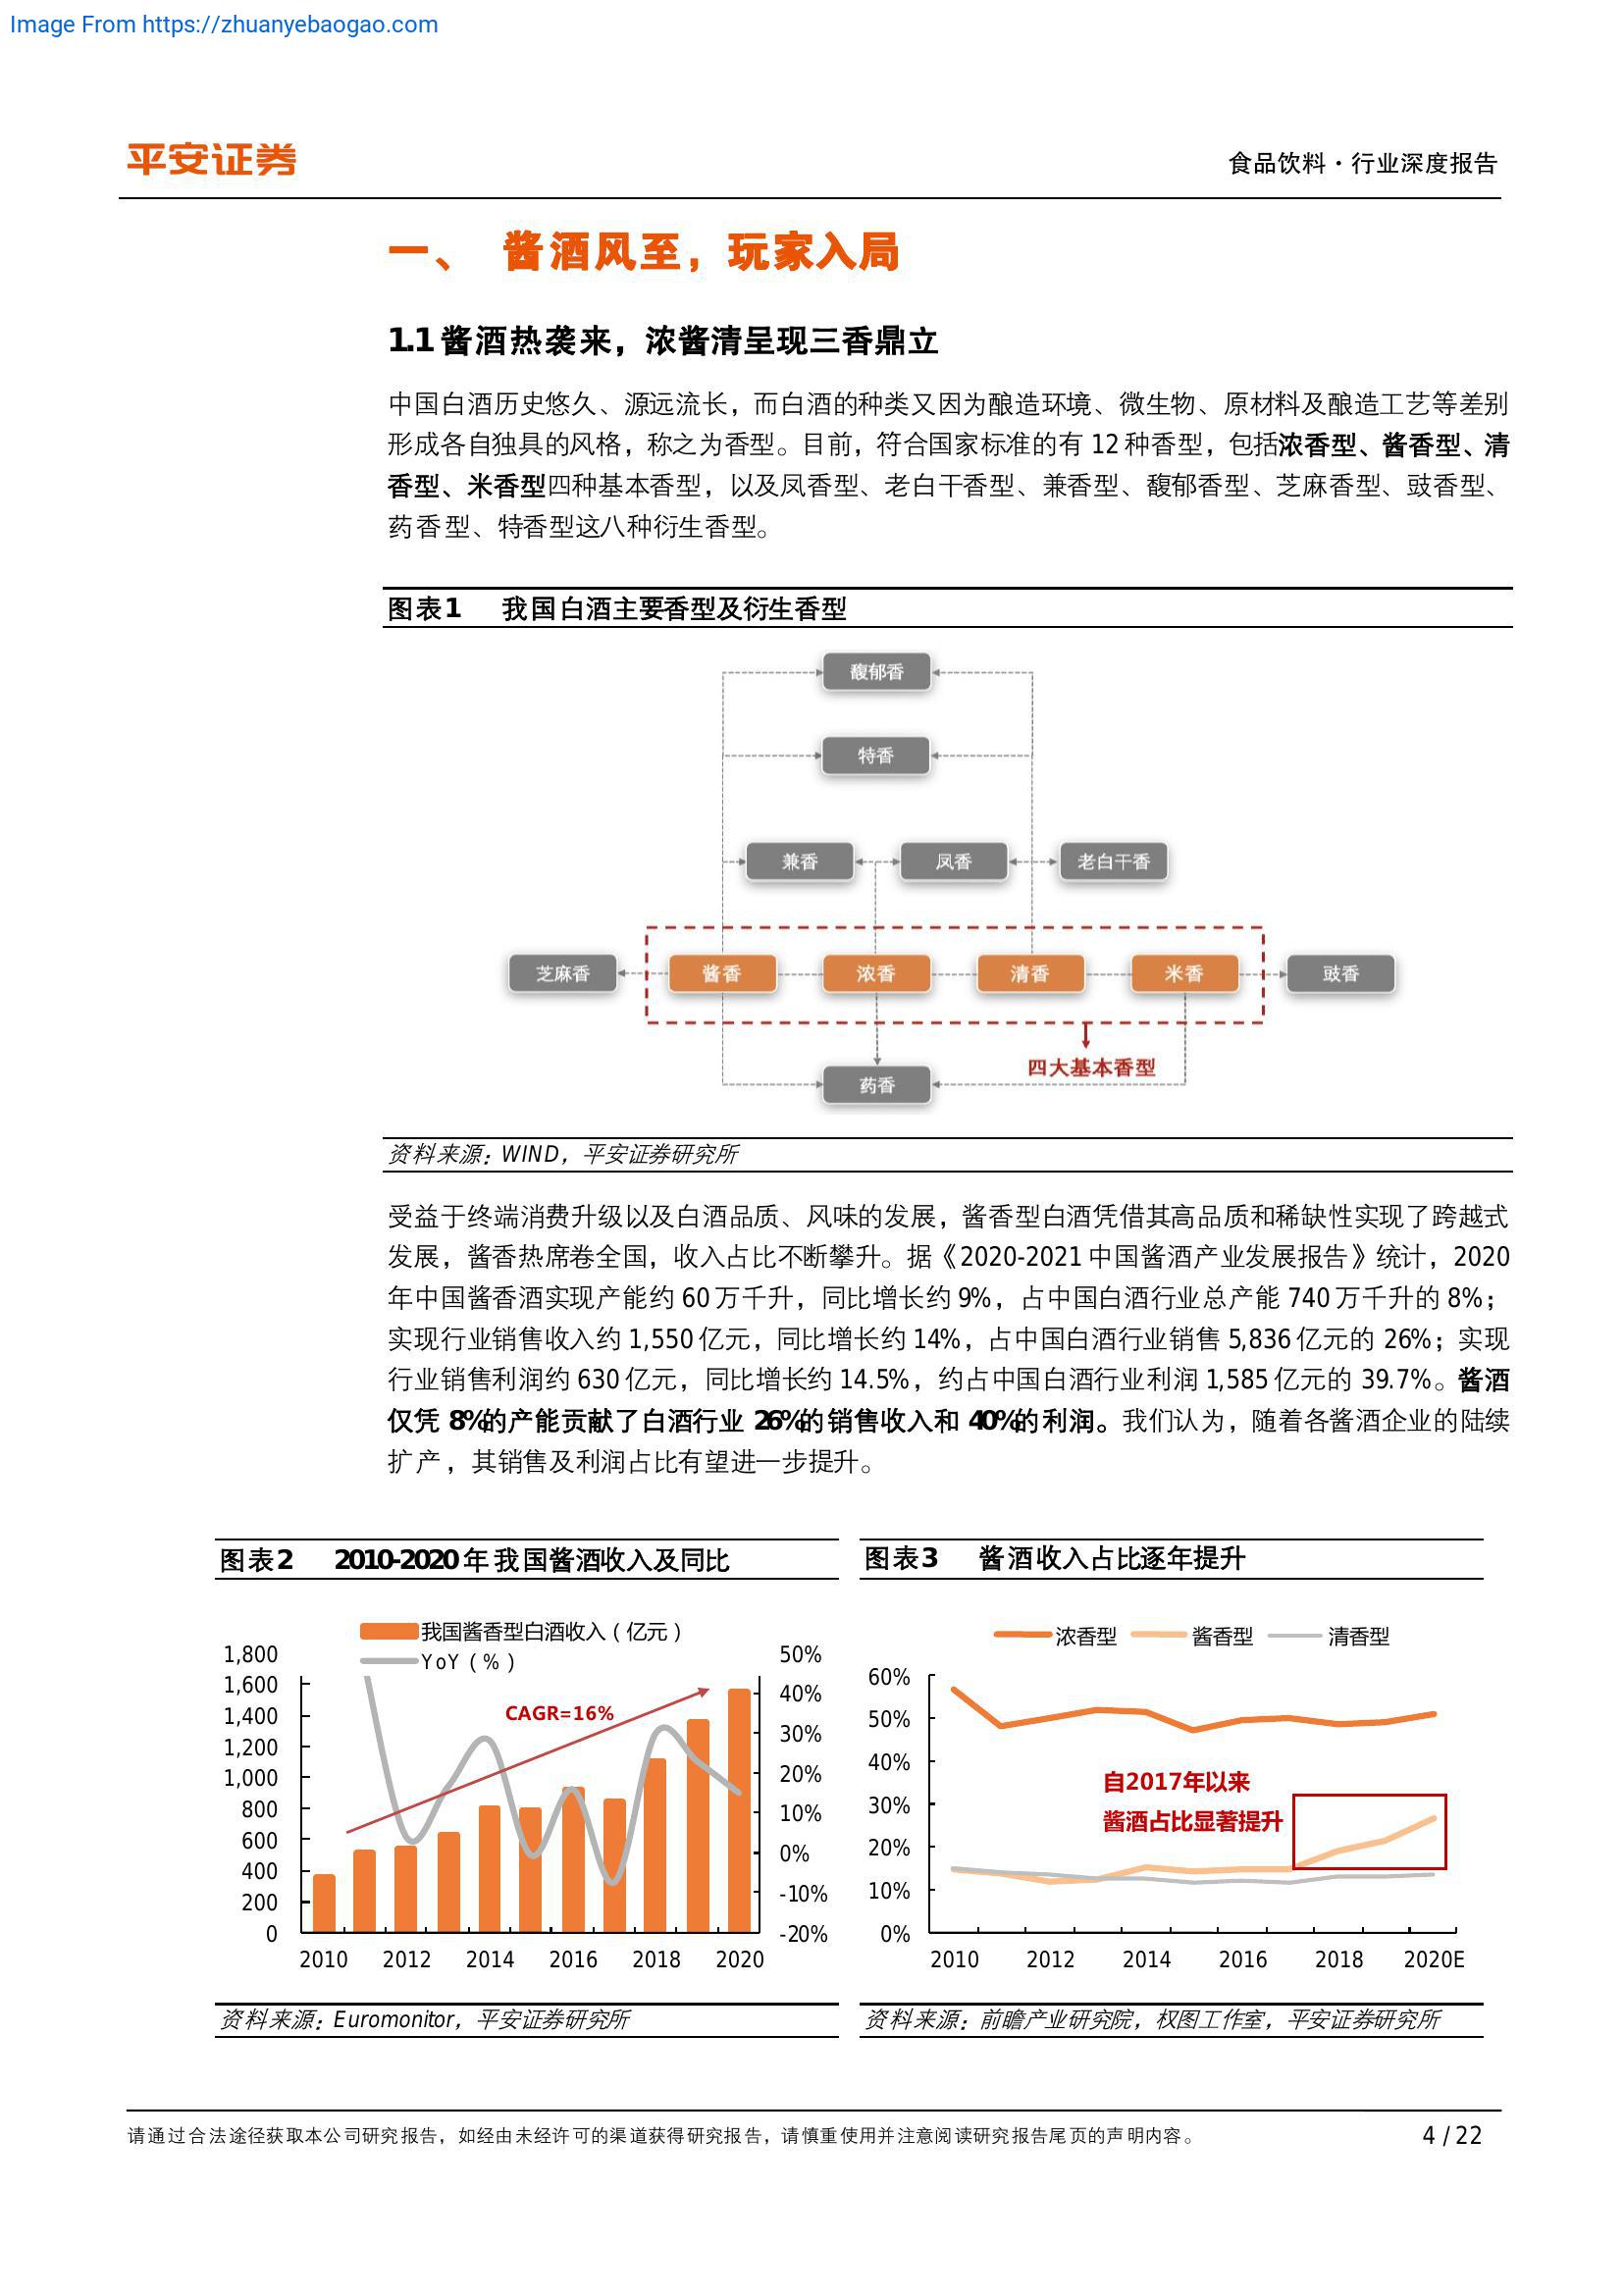 Image From https://zhuanyebaogao.com
平安证券
食品饮料·行业深度报告
一、 酱酒风至，玩家入局
1.1 酱酒热袭来，浓酱清呈现三香鼎立
中国白酒历史悠久、源远流长，而白酒的种类又因为酿造环境、微生物、原材料及酿造工艺等差别
形成各自独具的风格，称之为香型。目前，符合国家标准的有 12 种香型，包括浓香型、酱香型、清
香型、米香型四种基本香型，以及凤香型、老白干香型、兼香型、馥郁香型、芝麻香型、豉香型、
药香型、特香型这八种衍生香型。
图表1 我国白酒主要香型及衍生香型
馥郁香
特香
兼香 凤香 老白干香
芝麻香 酱香 浓香 清香 米香 豉香
四大基本香型
药香
资料来源：WIND，平安证券研究所
受益于终端消费升级以及白酒品质、风味的发展，酱香型白酒凭借其高品质和稀缺性实现了跨越式
发展，酱香热席卷全国，收入占比不断攀升。据《2020-2021 中国酱酒产业发展报告》统计，2020
年中国酱香酒实现产能约 60 万千升，同比增长约 9%，占中国白酒行业总产能 740 万千升的 8%；
实现行业销售收入约 1,550 亿元，同比增长约 14%，占中国白酒行业销售 5,836 亿元的 26%；实现
行业销售利润约 630 亿元，同比增长约 14.5%，约占中国白酒行业利润 1,585 亿元的 39.7%。酱酒
仅凭 8%的产能贡献了白酒行业 26%的销售收入和 40%的利润。我们认为，随着各酱酒企业的陆续
扩产，其销售及利润占比有望进一步提升。
图表2 2010-2020 年我国酱酒收入及同比
我国酱香型白酒收入（亿元）
YoY（%）
CAGR=16%
1,800
1,600
1,400
1,200
1,000
800
600
400
200
0
50%
40%
30%
20%
10%
0%
-10%
-20%
2010 2012 2014 2016 2018 2020
资料来源：Euromonitor，平安证券研究所
图表3 酱酒收入占比逐年提升
浓香型 酱香型 清香型
60%
50%
40%
30%
20%
10%
0%
自2017年以来
酱酒占比显著提升
2010 2012 2014 2016 2018 2020E
资料来源：前瞻产业研究院，权图工作室，平安证券研究所
请通过合法途径获取本公司研究报告，如经由未经许可的渠道获得研究报告，请慎重使用并注意阅读研究报告尾页的声明内容。
4 / 22